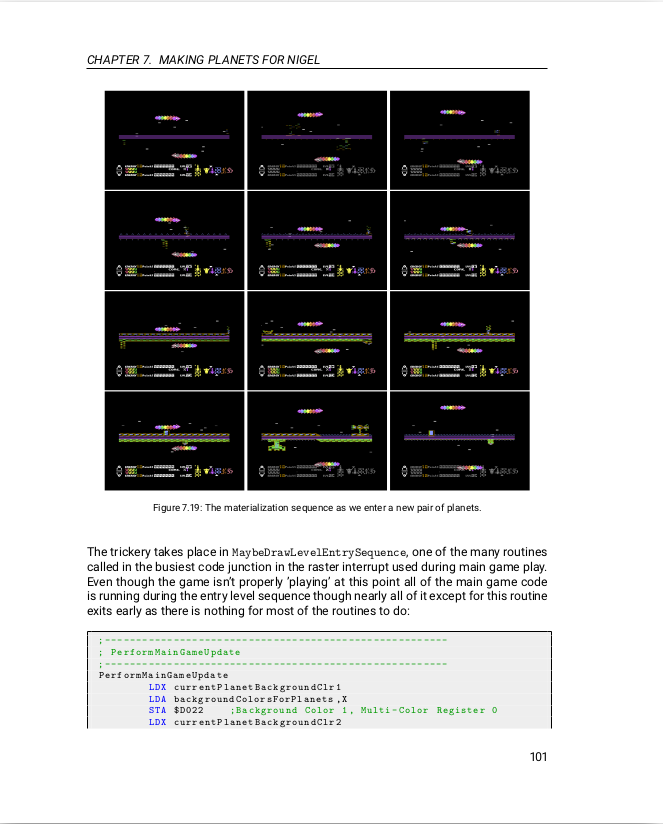 CHAPTER 7. MAKING PLANETS FOR NIGEL
Figure 7.19: The materialization sequence as we enter a new pair of planets.
The trickery takes place in MaybeDrawLevelEntrySequence, one of the many routines
called in the busiest code junction in the raster interrupt used during main game play.
Even though the game isn't properly 'playing' at this point all of the main game code
is running during the entry level sequence though nearly all of it except for this routine
exits early as there is nothing for most of the routines to do:
;-------------------------------------------------------
; PerformMainGameUpdate
;-------------------------------------------------------
PerformMainGameUpdate
LDX currentPlanetBackgroundClr1
LDA backgroundColorsForPlanets,X
STA $D022 ;Background Color 1, Multi-Color Register 0
LDX currentPlanetBackgroundClr2
101